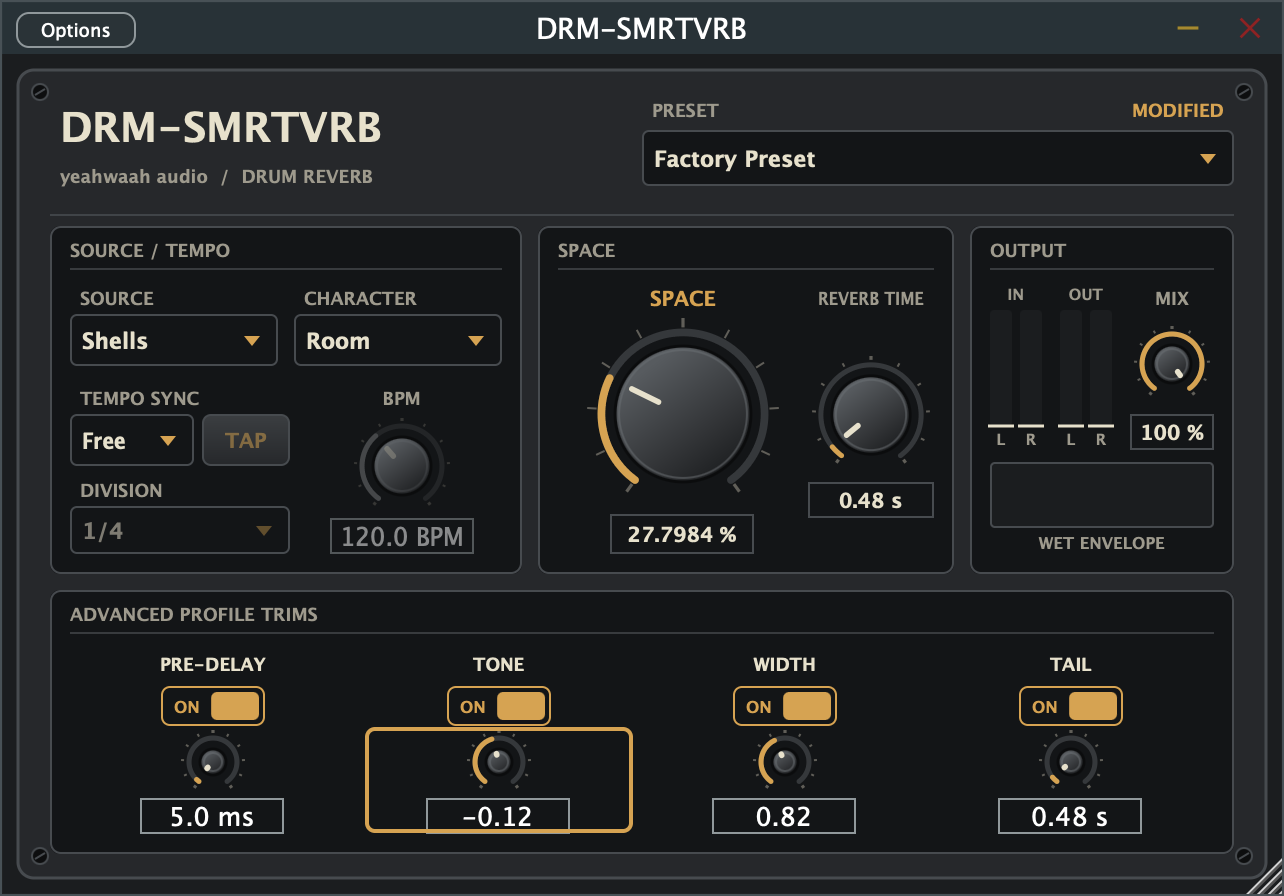 Options
DRM-SMRTVRB
DRM-SMRTVRB
yeahwaah audio / DRUM REVERB
PRESET
MODIFIED
Factory Preset
SOURCE / TEMPO
SOURCE
CHARACTER
Shells
Room
TEMPO SYNC
BPM
Free
TAP
DIVISION
1/4
120.0 BPM
SPACE
SPACE
REVERB TIME
27.7984 %
0.48 s
OUTPUT
IN
OUT
MIX
L
R
L
R
100 %
WET ENVELOPE
ADVANCED PROFILE TRIMS
PRE-DELAY
TONE
WIDTH
TAIL
ON
ON
ON
ON
5.0 ms
-0.12
0.82
0.48 s